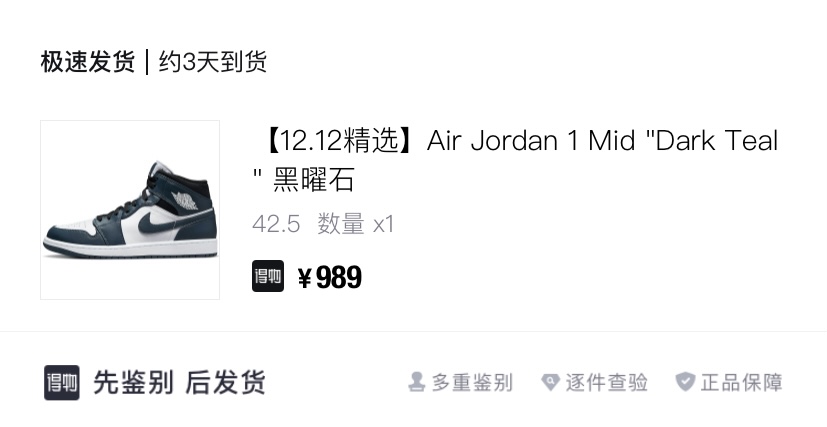 极速发货 | 约3天到货
【12.12精选】Air Jordan 1 Mid "Dark Teal
" 黑曜石
42.5 数量 x1
得物 ¥989
得物 先鉴别 后发货 多重鉴别 逐件查验 正品保障